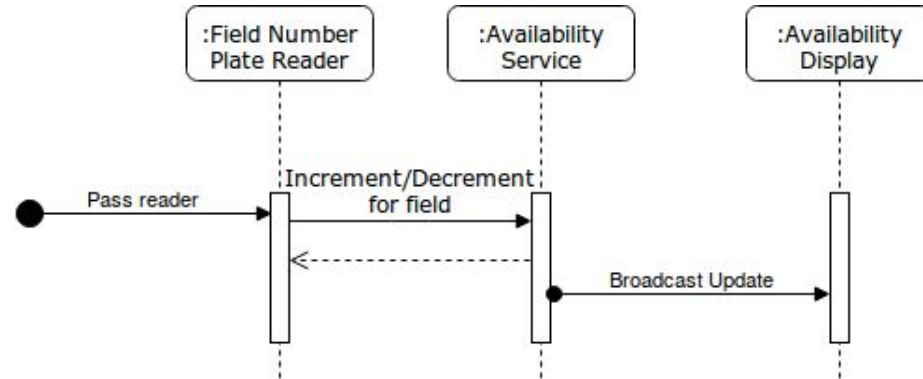 :Field Number
Plate Reader
:Availability
Service
:Availability
Display
Increment/Decrement
for field
Pass reader
Broadcast Update